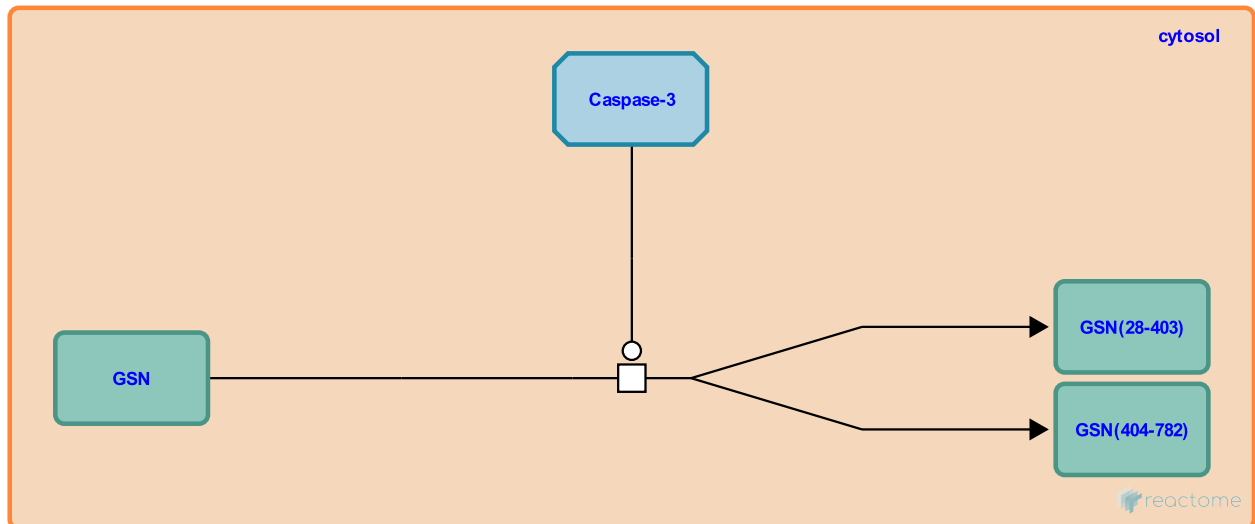 cytosol
Caspase-3
GSN
GSN(28-403)
GSN(404-782)
reactome